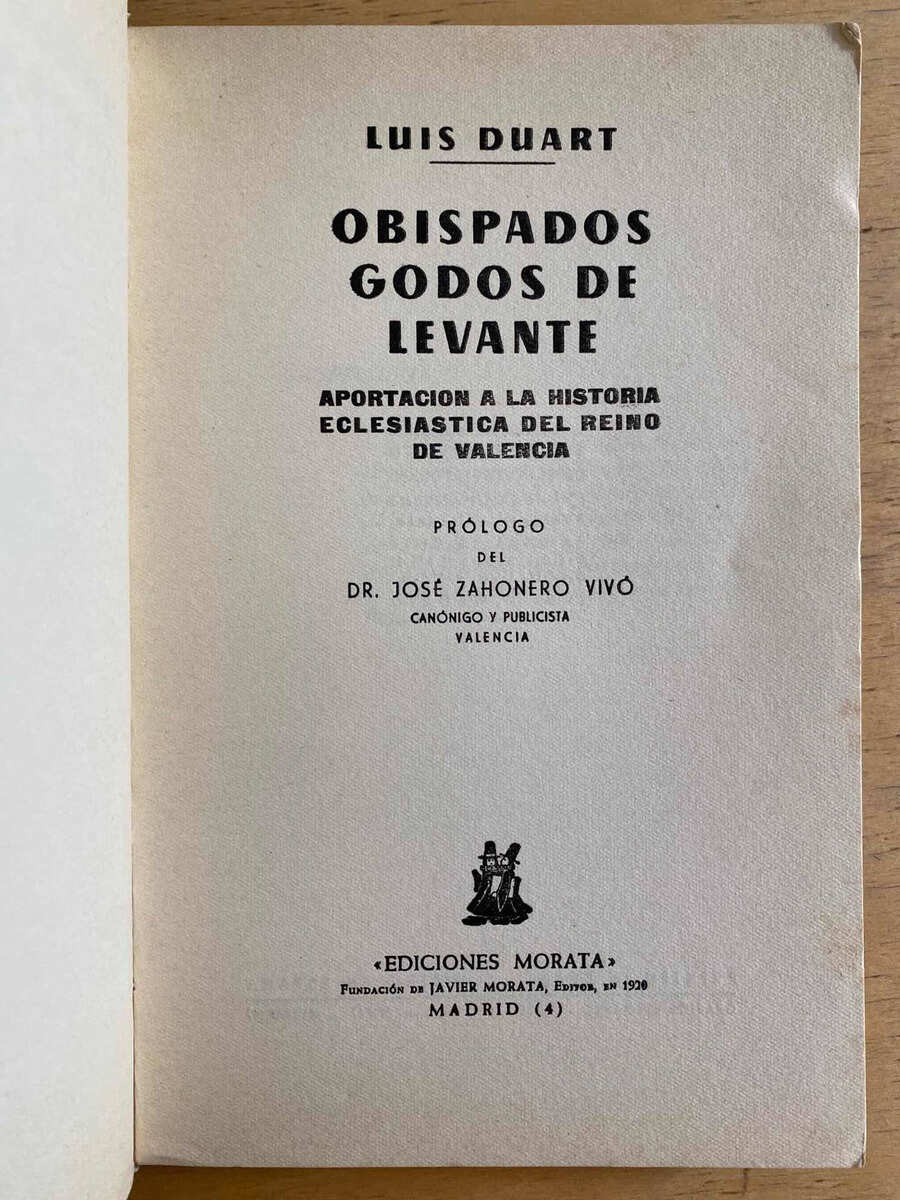 LUIS DUART
OBISPADOS
GODOS DE
LEVANTE
APORTACION A LA HISTORIA
ECLESIASTICA DEL REINO
DE VALENCIA
PRÓLOGO
DEL
DR. JOSÉ ZAHONERO VIVÓ
CANÓNIGO Y PUBLICISTA
VALENCIA
«EDICIONES MORATA»
FUNDACIÓN DE JAVIER MORATA, EDITOR, EN 1920
MADRID (4)